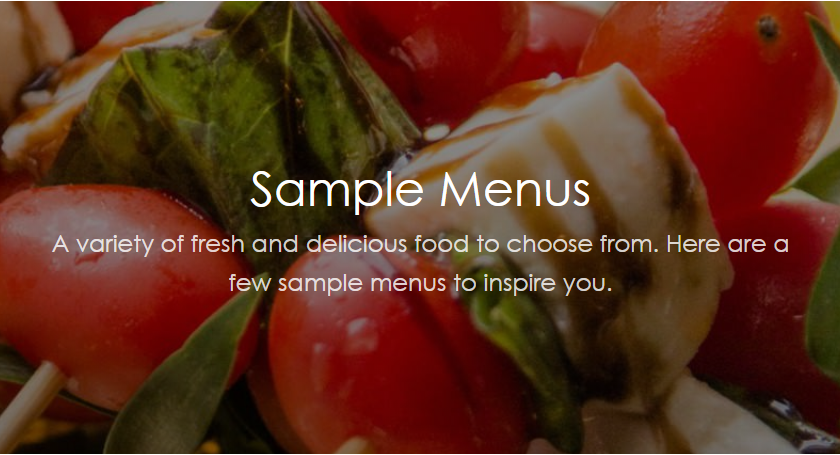 Sample Menus
A variety of fresh and delicious food to choose from. Here are a
few sample menus to inspire you.